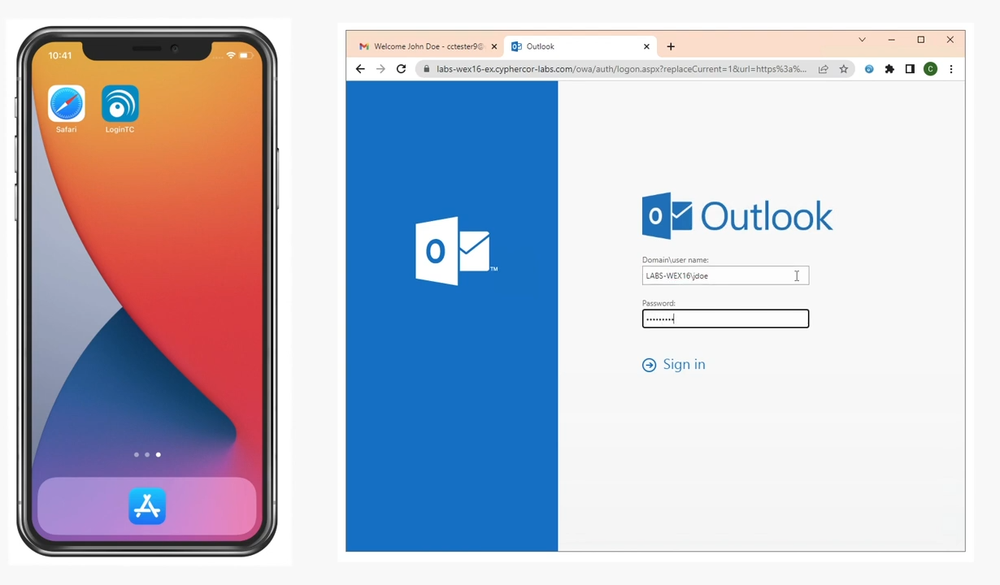 10:41
Safari
LoginTC
Welcome John Doe - cctester9@
Outlook
labs-wex16-ex.cyphercor-labs.com/owa/auth/logon.aspx?replaceCurrent=1&url=https%3a%...
C
O
TM
O Outlook
Domain\user name:
LABS-WEX16\jdoe
Password:
Sign in